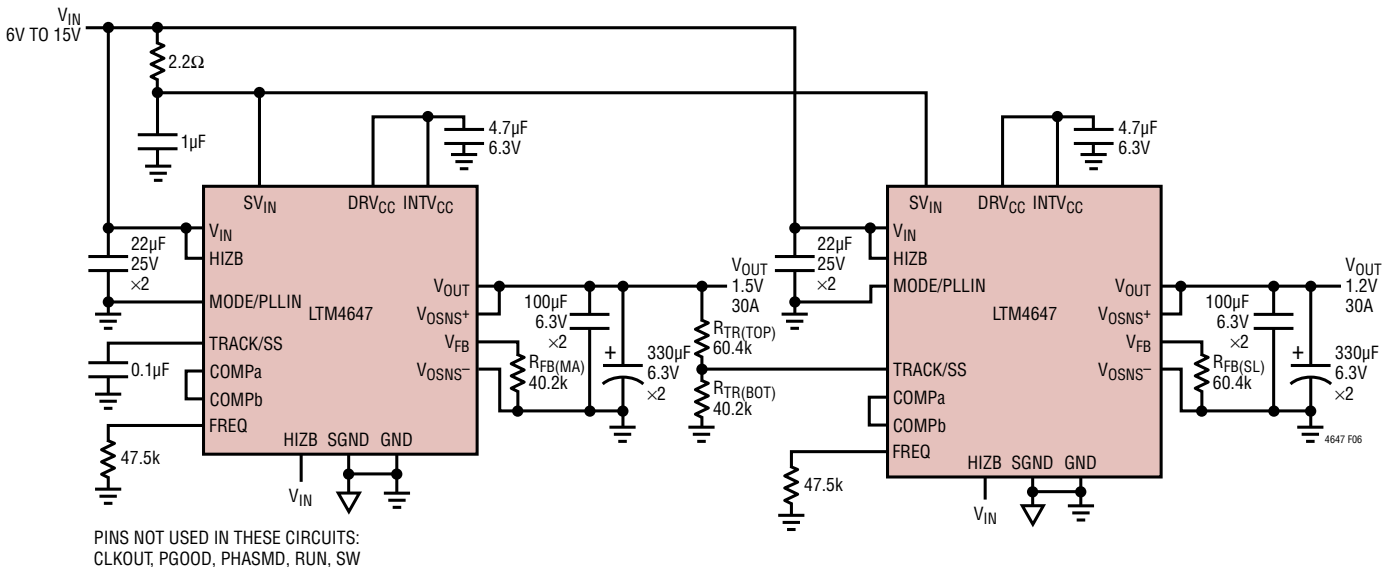 VIN
6V TO 15V
2.2Ω
1µF
4.7µF
6.3V
SVIN
DRVCC INTVCC
VIN
HIZB
22µF
25V
×2
MODE/PLLIN
LTM4647
TRACK/SS
0.1µF
COMPa
COMPb
FREQ
47.5k
HIZB SGND GND
VIN
VOUT
VOSNS+
VFB
VOSNS–
RFB(MA)
40.2k
100µF
6.3V
×2
+
330µF
6.3V
×2
VOUT
1.5V
30A
RTR(TOP)
60.4k
RTR(BOT)
40.2k
4.7µF
6.3V
SVIN
DRVCC INTVCC
VIN
HIZB
22µF
25V
×2
MODE/PLLIN
LTM4647
TRACK/SS
COMPa
COMPb
FREQ
47.5k
HIZB SGND GND
VIN
VOUT
VOSNS+
VFB
VOSNS–
RFB(SL)
60.4k
100µF
6.3V
×2
+
330µF
6.3V
×2
VOUT
1.2V
30A
4647 F06
PINS NOT USED IN THESE CIRCUITS:
CLKOUT, PGOOD, PHASMD, RUN, SW